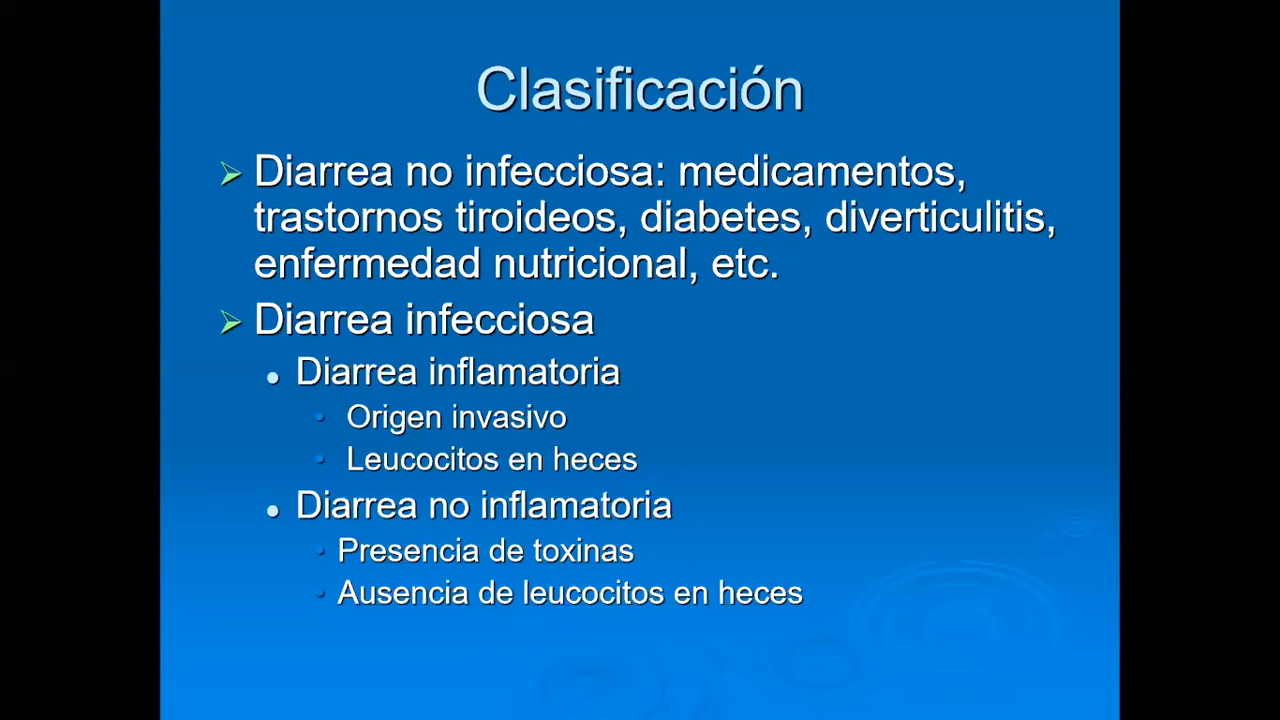 Clasificación
Diarrea no infecciosa: medicamentos,
trastornos tiroideos, diabetes, diverticulitis,
enfermedad nutricional, etc.
Diarrea infecciosa
Diarrea inflamatoria
Origen invasivo
Leucocitos en heces
Diarrea no inflamatoria
Presencia de toxinas
Ausencia de leucocitos en heces